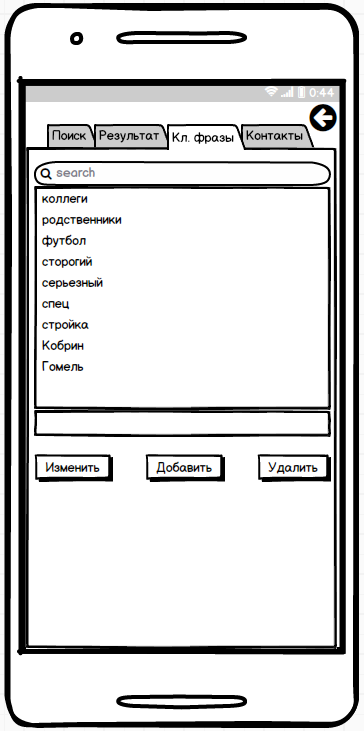 0:44
Поиск Результат Кл. фразы Контакты
search
коллеги
родственники
футбол
сторогий
серьезный
спец
стройка
Кобрин
Гомель
Изменить Добавить Удалить